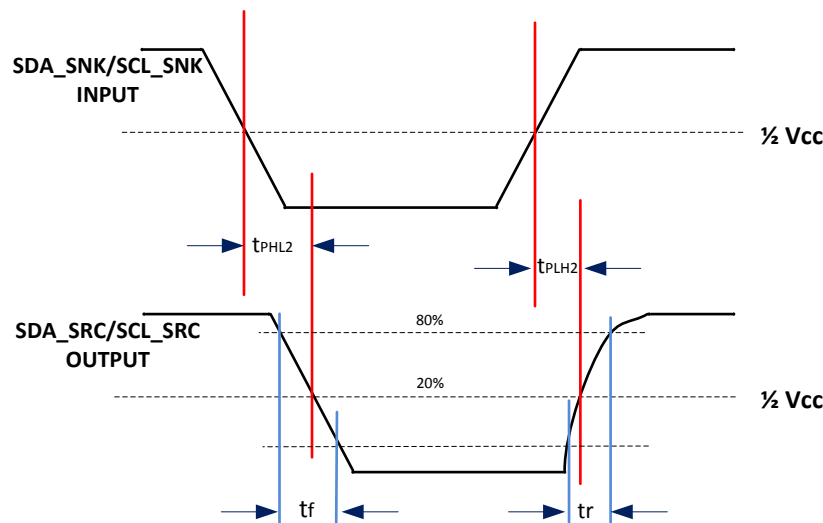 SDA_SNK/SCL_SNK
INPUT
½ Vcc
tPHL2
tPLH2
SDA_SRC/SCL_SRC
OUTPUT
80%
20%
½ Vcc
tf
tr